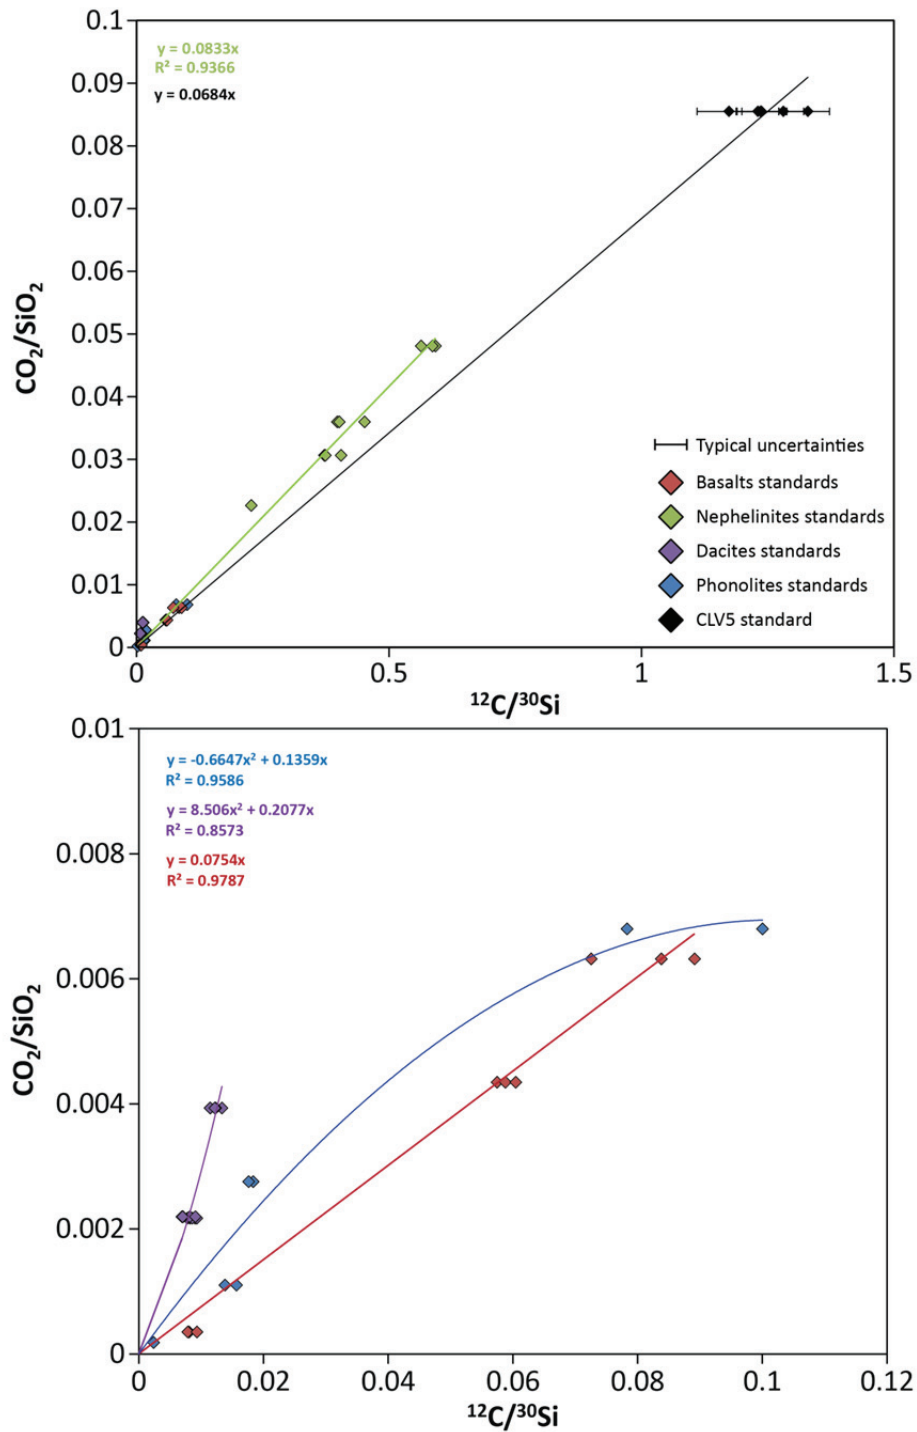 0.1
y = 0.0833x
R² = 0.9366
y = 0.0684x
0.09
0.08
0.07
0.06
CO₂/SiO₂
0.05
0.04
0.03
0.02
0.01
0
Typical uncertainties
Basalts standards
Nephelinites standards
Dacites standards
Phonolites standards
CLV5 standard
0
0.5
1
1.5
¹²C/³⁰Si
0.01
y = -0.6647x² + 0.1359x
R² = 0.9586
y = 8.506x² + 0.2077x
R² = 0.8573
y = 0.0754x
R² = 0.9787
0.008
0.006
CO₂/SiO₂
0.004
0.002
0
0
0.02
0.04
0.06
0.08
0.1
0.12
¹²C/³⁰Si